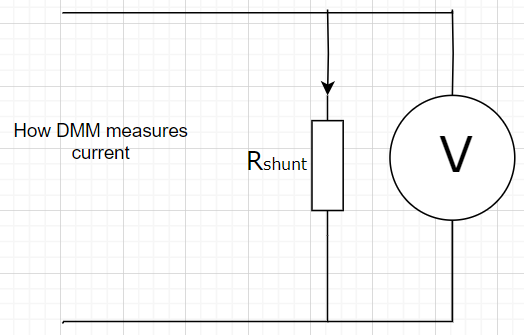 How DMM measures
current
Rshunt
V